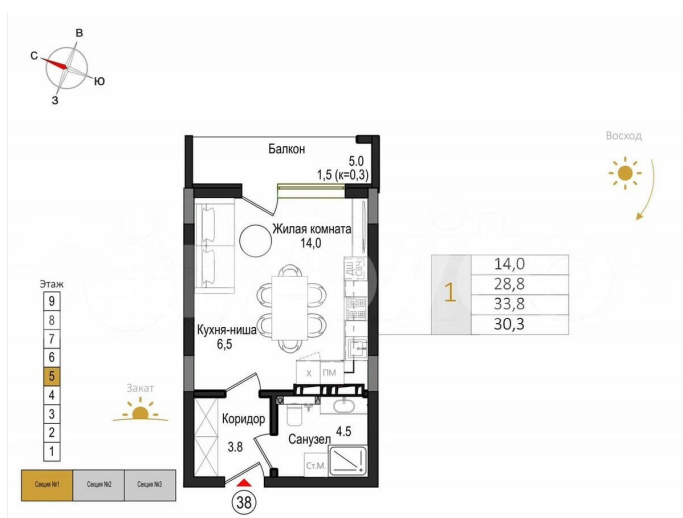 В
С
Ю
З
Восход
Балкон
5.0
1,5 (к=0,3)
Жилая комната
14,0
ДШ
СВЧ
Кухня-ниша
6,5
Х
ПМ
1
14,0
28,8
33,8
30,3
Этаж
9
8
7
6
5
4
3
2
1
Закат
Коридор
3.8
4.5
Санузел
Ст.М.
38
Секция №1
Секция №2
Секция №3